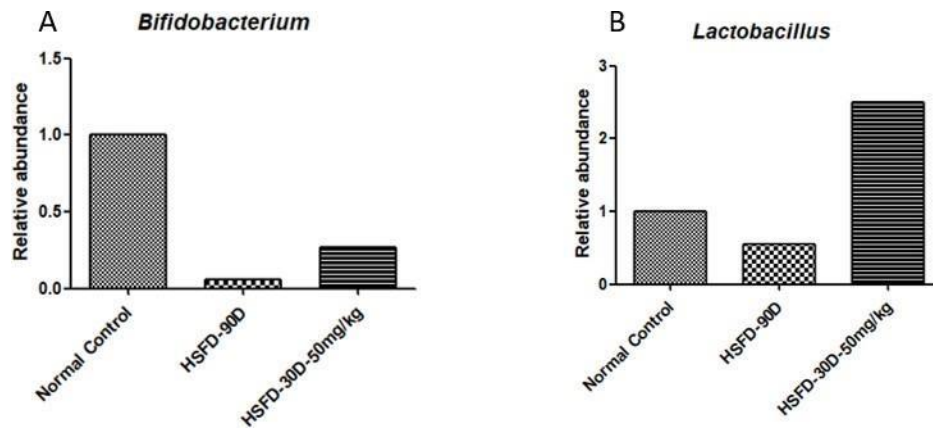 A
Bifidobacterium
Relative abundance
1.5
1.0
0.5
0.0
Normal Control
HSFD-90D
HSFD-30D-50mg/kg
B
Lactobacillus
Relative abundance
3
2
1
0
Normal Control
HSFD-90D
HSFD-30D-50mg/kg